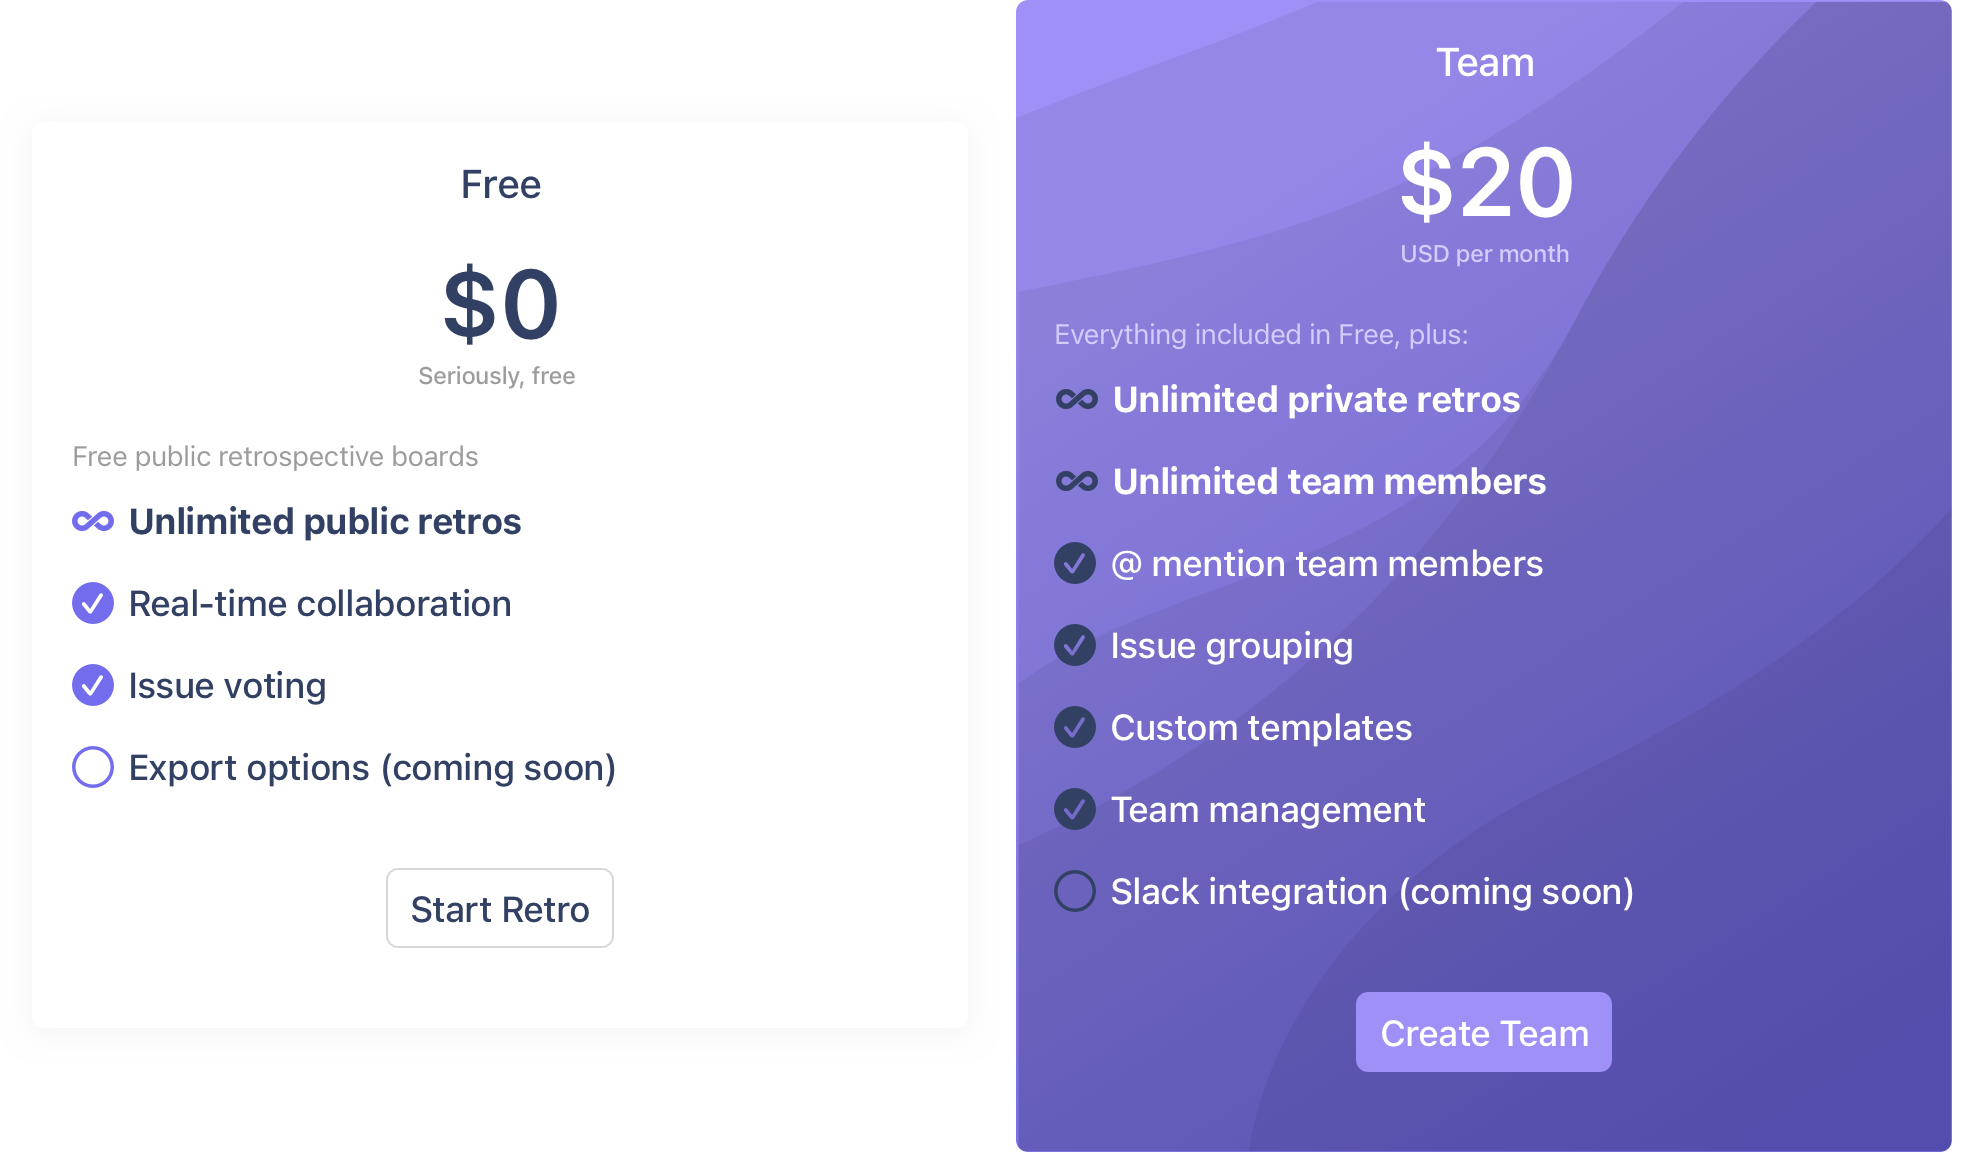 Free
$0
Seriously, free
Free public retrospective boards
Unlimited public retros
Real-time collaboration
Issue voting
Export options (coming soon)
Start Retro
Team
$20
USD per month
Everything included in Free, plus:
Unlimited private retros
Unlimited team members
@ mention team members
Issue grouping
Custom templates
Team management
Slack integration (coming soon)
Create Team